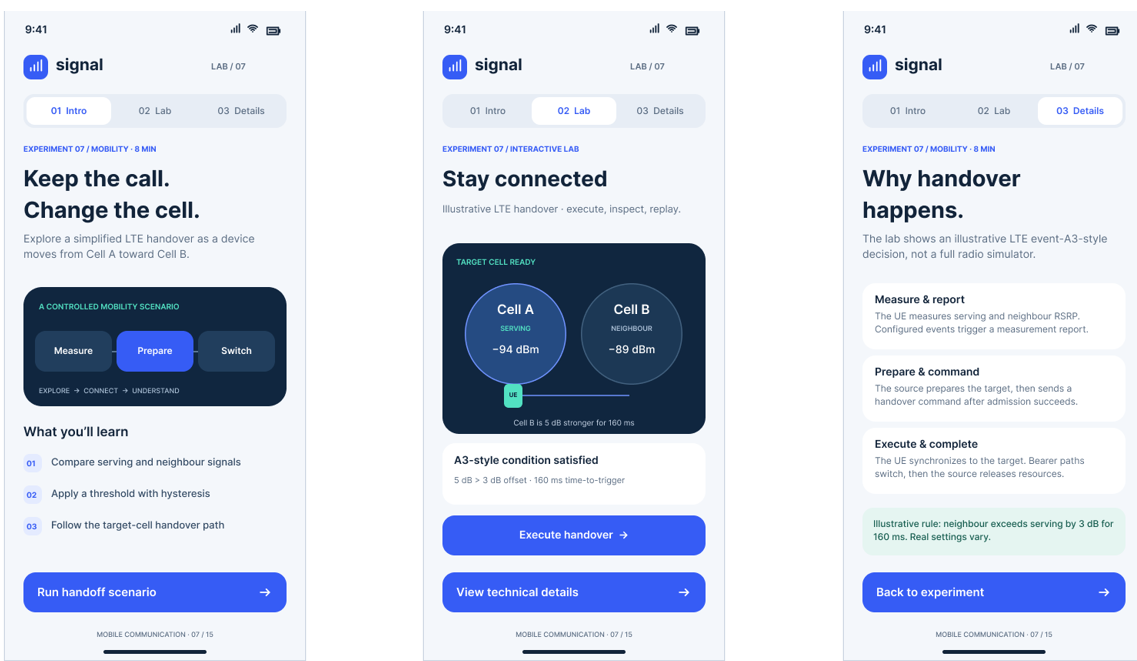 9:41
signal
LAB / 07
01 Intro
02 Lab
03 Details
EXPERIMENT 07 / MOBILITY · 8 MIN
Keep the call.
Change the cell.
Explore a simplified LTE handover as a device
moves from Cell A toward Cell B.
A CONTROLLED MOBILITY SCENARIO
Measure
Prepare
Switch
EXPLORE → CONNECT → UNDERSTAND
What you’ll learn
01 Compare serving and neighbour signals
02 Apply a threshold with hysteresis
03 Follow the target-cell handover path
Run handoff scenario →
MOBILE COMMUNICATION · 07 / 15
9:41
signal
LAB / 07
01 Intro
02 Lab
03 Details
EXPERIMENT 07 / INTERACTIVE LAB
Stay connected
Illustrative LTE handover · execute, inspect, replay.
TARGET CELL READY
Cell A
SERVING
−94 dBm
Cell B
NEIGHBOUR
−89 dBm
UE
Cell B is 5 dB stronger for 160 ms
A3-style condition satisfied
5 dB > 3 dB offset · 160 ms time-to-trigger
Execute handover →
View technical details →
MOBILE COMMUNICATION · 07 / 15
9:41
signal
LAB / 07
01 Intro
02 Lab
03 Details
EXPERIMENT 07 / MOBILITY · 8 MIN
Why handover
happens.
The lab shows an illustrative LTE event-A3-style
decision, not a full radio simulator.
Measure & report
The UE measures serving and neighbour RSRP.
Configured events trigger a measurement report.
Prepare & command
The source prepares the target, then sends a
handover command after admission succeeds.
Execute & complete
The UE synchronizes to the target. Bearer paths
switch, then the source releases resources.
Illustrative rule: neighbour exceeds serving by 3 dB for
160 ms. Real settings vary.
Back to experiment →
MOBILE COMMUNICATION · 07 / 15